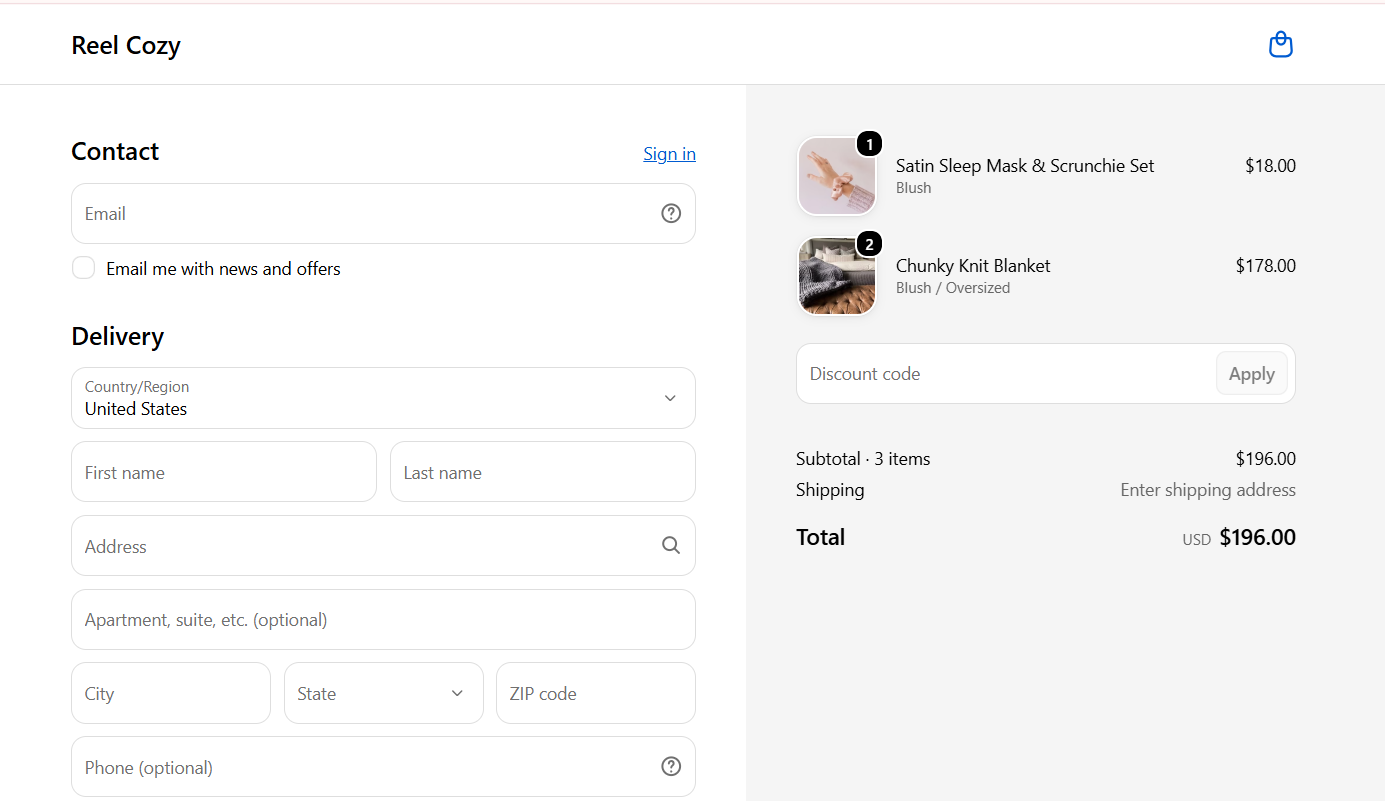 Reel Cozy
Contact
Sign in
Email
Email me with news and offers
Delivery
Country/Region
United States
First name
Last name
Address
Apartment, suite, etc. (optional)
City
State
ZIP code
Phone (optional)
1
Satin Sleep Mask & Scrunchie Set
$18.00
Blush
2
Chunky Knit Blanket
$178.00
Blush / Oversized
Discount code
Apply
Subtotal · 3 items
$196.00
Shipping
Enter shipping address
Total
USD $196.00